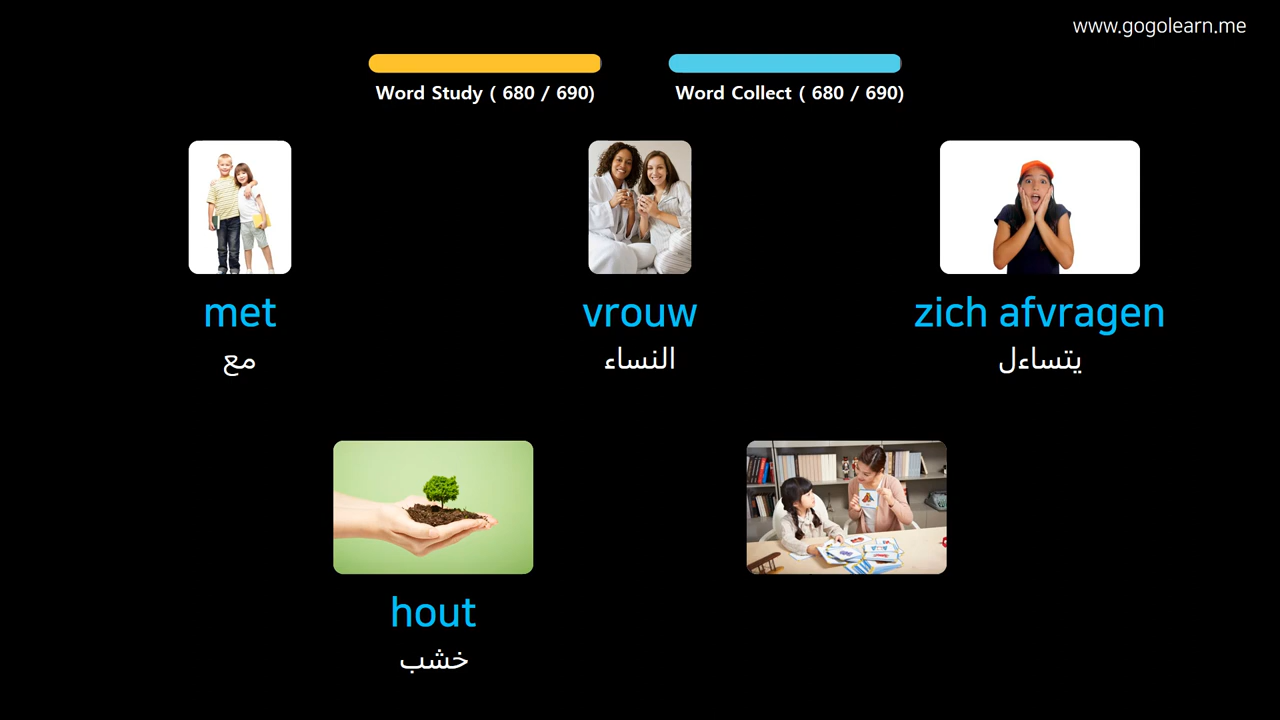 www.gogolearn.me
Word Study ( 680 / 690)
Word Collect ( 680 / 690)
met
مع
vrouw
النساء
zich afvragen
يتساءل
hout
خشب